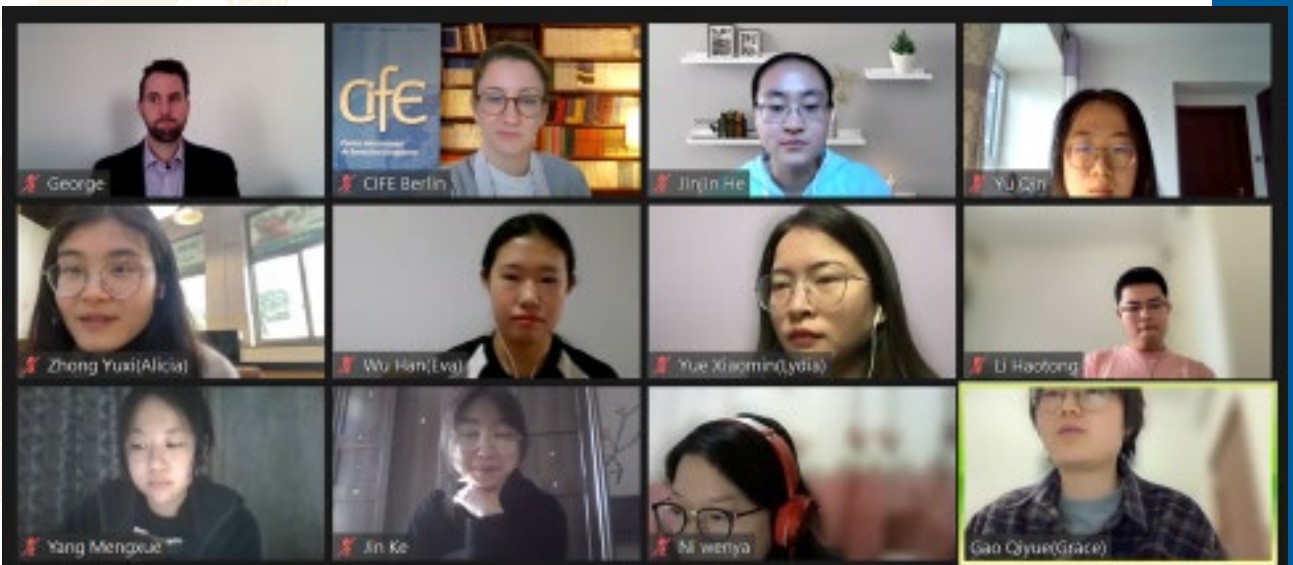 CIFE
George
CIFE Berlin
Jinjin He
Yu Qin
Zhong Yuxi(Alicia)
Wu Han(Eva)
Yue Xiaomin(Lydia)
Li Haotong
Yang Mengxue
Jin Ke
Ni wenya
Gao Qiyue(Grace)